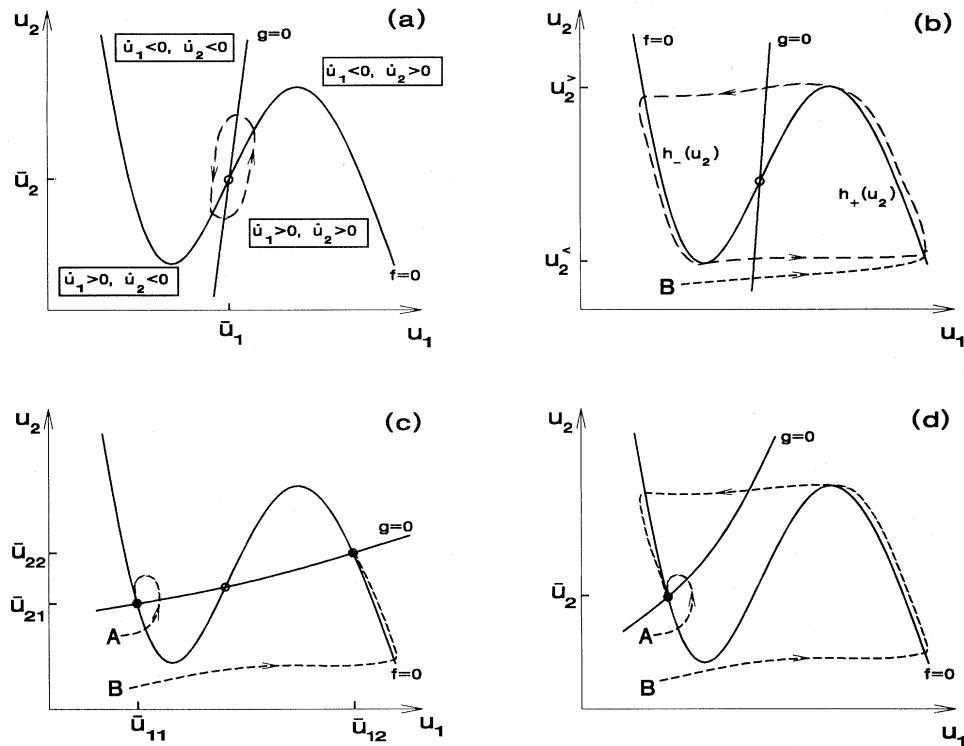 (a)
u₂
g=0
u̇₁<0, u̇₂<0
u̇₁<0, u̇₂>0
ū₂
u̇₁>0, u̇₂>0
u̇₁>0, u̇₂<0
f=0
ū₁
u₁
(b)
u₂
f=0
g=0
u₂^>
h₋(u₂)
h₊(u₂)
u₂^<
B
u₁
(c)
u₂
g=0
ū₂₂
ū₂₁
A
B
f=0
ū₁₁
ū₁₂
u₁
(d)
u₂
g=0
ū₂
A
B
f=0
u₁